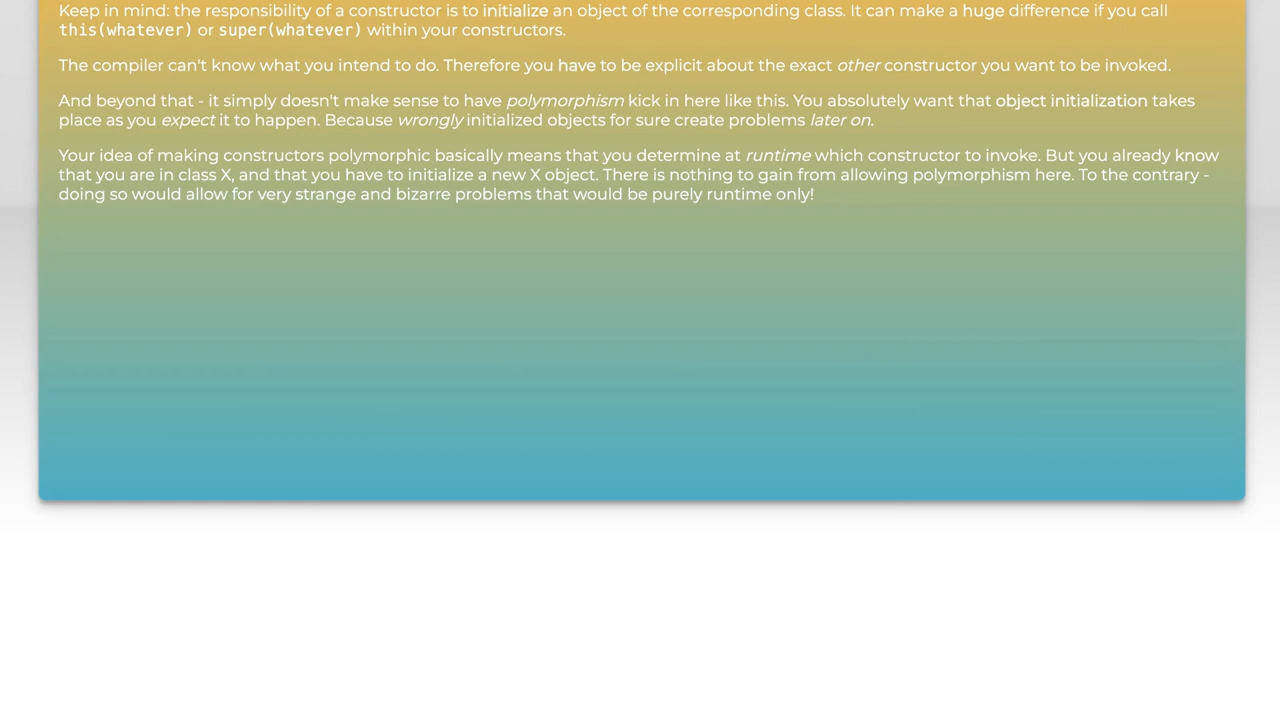 Keep in mind: the responsibility of a constructor is to initialize an object of the corresponding class. It can make a huge difference if you call
this(whatever) or super(whatever) within your constructors.
The compiler can't know what you intend to do. Therefore you have to be explicit about the exact other constructor you want to be invoked.
And beyond that - it simply doesn't make sense to have polymorphism kick in here like this. You absolutely want that object initialization takes
place as you expect it to happen. Because wrongly initialized objects for sure create problems later on.
Your idea of making constructors polymorphic basically means that you determine at runtime which constructor to invoke. But you already know
that you are in class X, and that you have to initialize a new X object. There is nothing to gain from allowing polymorphism here. To the contrary -
doing so would allow for very strange and bizarre problems that would be purely runtime only!